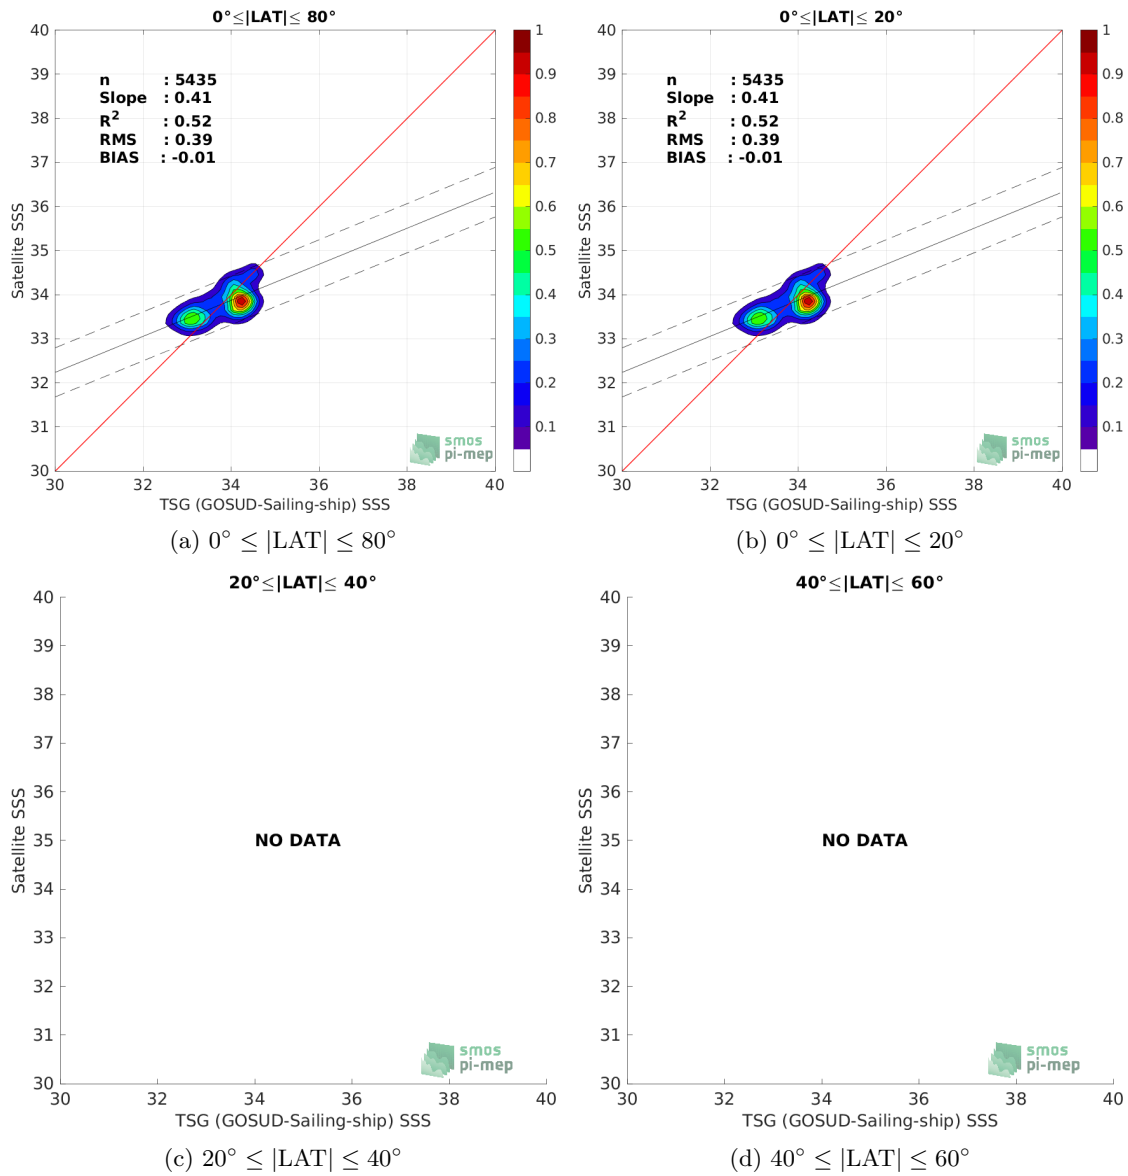 0°≤|LAT|≤ 80°
40
39
38
37
36
35
34
33
32
31
30
Satellite SSS
n : 5435
Slope : 0.41
R² : 0.52
RMS : 0.39
BIAS : -0.01
1
0.9
0.8
0.7
0.6
0.5
0.4
0.3
0.2
0.1
smos
pi-mep
30 32 34 36 38 40
TSG (GOSUD-Sailing-ship) SSS
(a) 0° ≤ |LAT| ≤ 80°
0°≤|LAT|≤ 20°
40
39
38
37
36
35
34
33
32
31
30
Satellite SSS
n : 5435
Slope : 0.41
R² : 0.52
RMS : 0.39
BIAS : -0.01
1
0.9
0.8
0.7
0.6
0.5
0.4
0.3
0.2
0.1
smos
pi-mep
30 32 34 36 38 40
TSG (GOSUD-Sailing-ship) SSS
(b) 0° ≤ |LAT| ≤ 20°
20°≤|LAT|≤ 40°
40
39
38
37
36
35
34
33
32
31
30
Satellite SSS
NO DATA
smos
pi-mep
30 32 34 36 38 40
TSG (GOSUD-Sailing-ship) SSS
(c) 20° ≤ |LAT| ≤ 40°
40°≤|LAT|≤ 60°
40
39
38
37
36
35
34
33
32
31
30
Satellite SSS
NO DATA
smos
pi-mep
30 32 34 36 38 40
TSG (GOSUD-Sailing-ship) SSS
(d) 40° ≤ |LAT| ≤ 60°